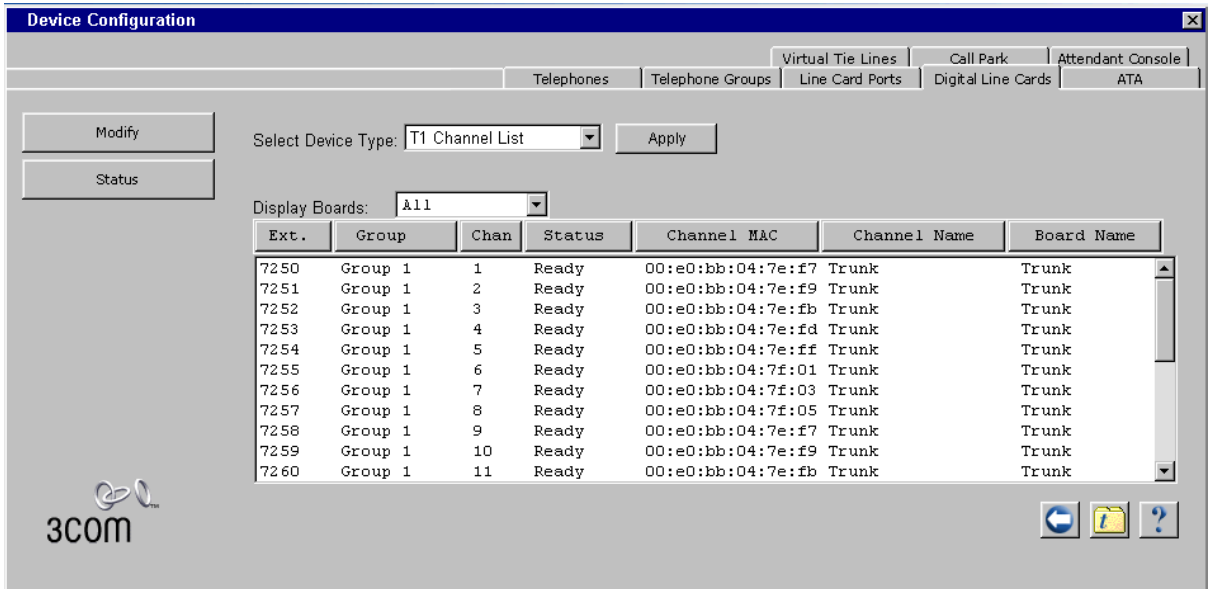 Device Configuration
Virtual Tie Lines Call Park Attendant Console
Telephones Telephone Groups Line Card Ports Digital Line Cards ATA
Modify
Status
Select Device Type: T1 Channel List Apply
Display Boards: All
Ext. Group Chan Status Channel MAC Channel Name Board Name
7250 Group 1 1 Ready 00:e0:bb:04:7e:f7 Trunk Trunk
7251 Group 1 2 Ready 00:e0:bb:04:7e:f9 Trunk Trunk
7252 Group 1 3 Ready 00:e0:bb:04:7e:fb Trunk Trunk
7253 Group 1 4 Ready 00:e0:bb:04:7e:fd Trunk Trunk
7254 Group 1 5 Ready 00:e0:bb:04:7e:ff Trunk Trunk
7255 Group 1 6 Ready 00:e0:bb:04:7f:01 Trunk Trunk
7256 Group 1 7 Ready 00:e0:bb:04:7f:03 Trunk Trunk
7257 Group 1 8 Ready 00:e0:bb:04:7f:05 Trunk Trunk
7258 Group 1 9 Ready 00:e0:bb:04:7e:f7 Trunk Trunk
7259 Group 1 10 Ready 00:e0:bb:04:7e:f9 Trunk Trunk
7260 Group 1 11 Ready 00:e0:bb:04:7e:fb Trunk Trunk
3com
t ?